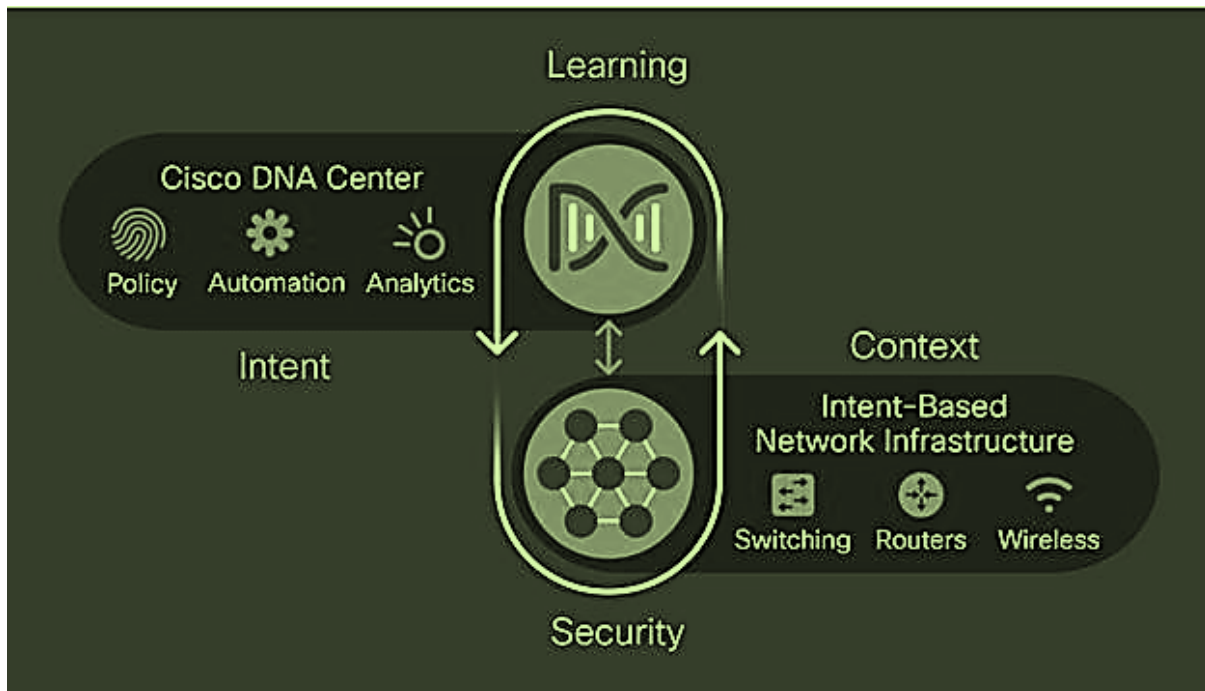 Learning
Cisco DNA Center
Policy Automation Analytics
Intent
Context
Intent-Based
Network Infrastructure
Switching Routers Wireless
Security